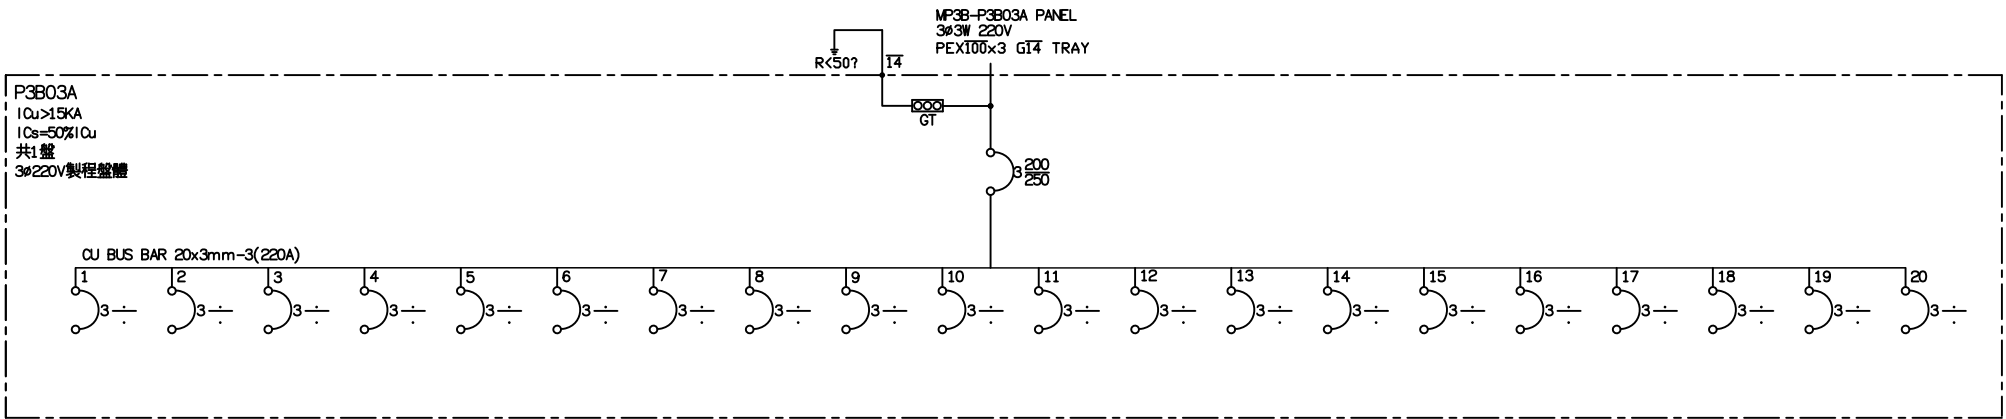 MP3B-P3B03A PANEL
3ø3W 220V
PEX100x3 G14 TRAY
R<50?
14
P3B03A
ICu>15KA
ICs=50%ICu
共1盤
3ø220V製程盤體
GT
3 200
250
CU BUS BAR 20x3mm-3(220A)
1 2 3 4 5 6 7 8 9 10 11 12 13 14 15 16 17 18 19 20
3 3 3 3 3 3 3 3 3 3 3 3 3 3 3 3 3 3 3 3